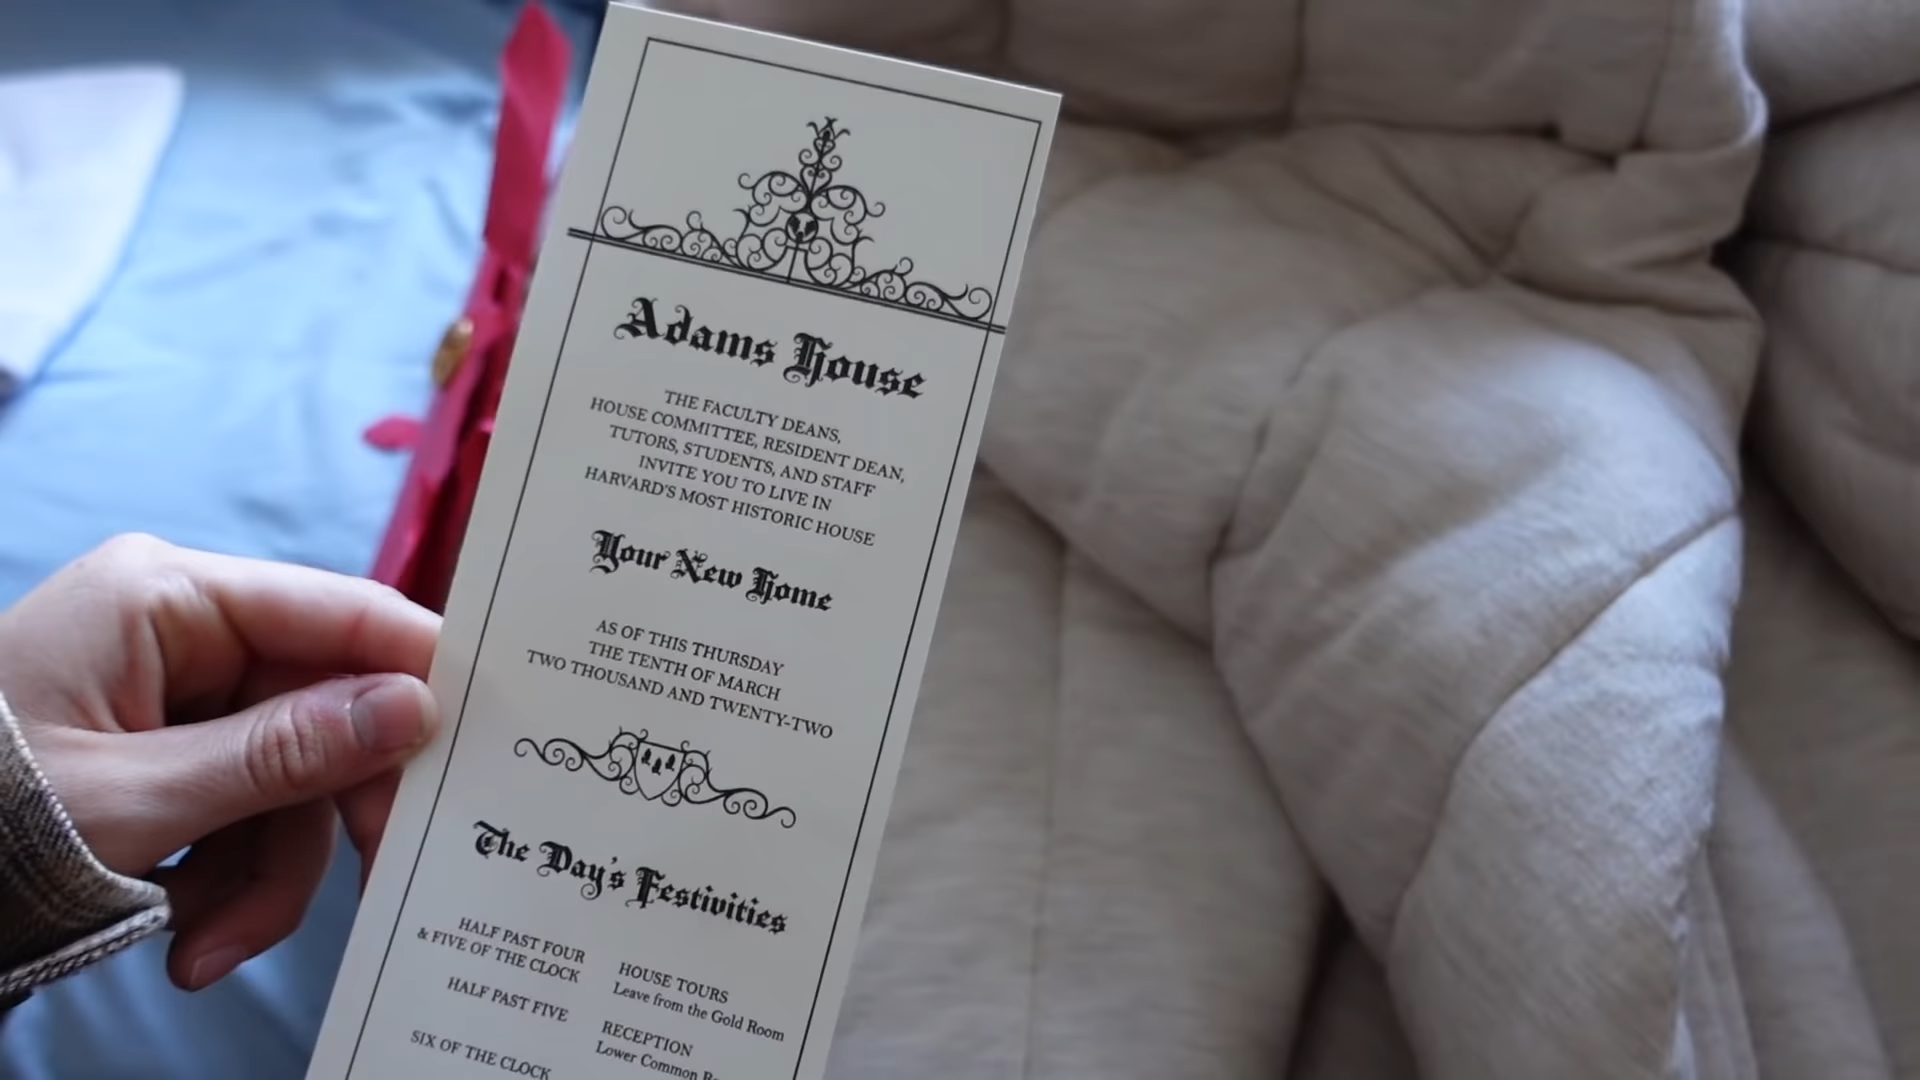 Adams House
THE FACULTY DEANS,
HOUSE COMMITTEE, RESIDENT DEAN,
TUTORS, STUDENTS, AND STAFF
INVITE YOU TO LIVE IN
HARVARD'S MOST HISTORIC HOUSE
Your New Home
AS OF THIS THURSDAY
THE TENTH OF MARCH
TWO THOUSAND AND TWENTY-TWO
The Day's Festivities
HALF PAST FOUR
& FIVE OF THE CLOCK
HOUSE TOURS
Leave from the Gold Room
HALF PAST FIVE
RECEPTION
Lower Common
SIX OF THE CLOCK